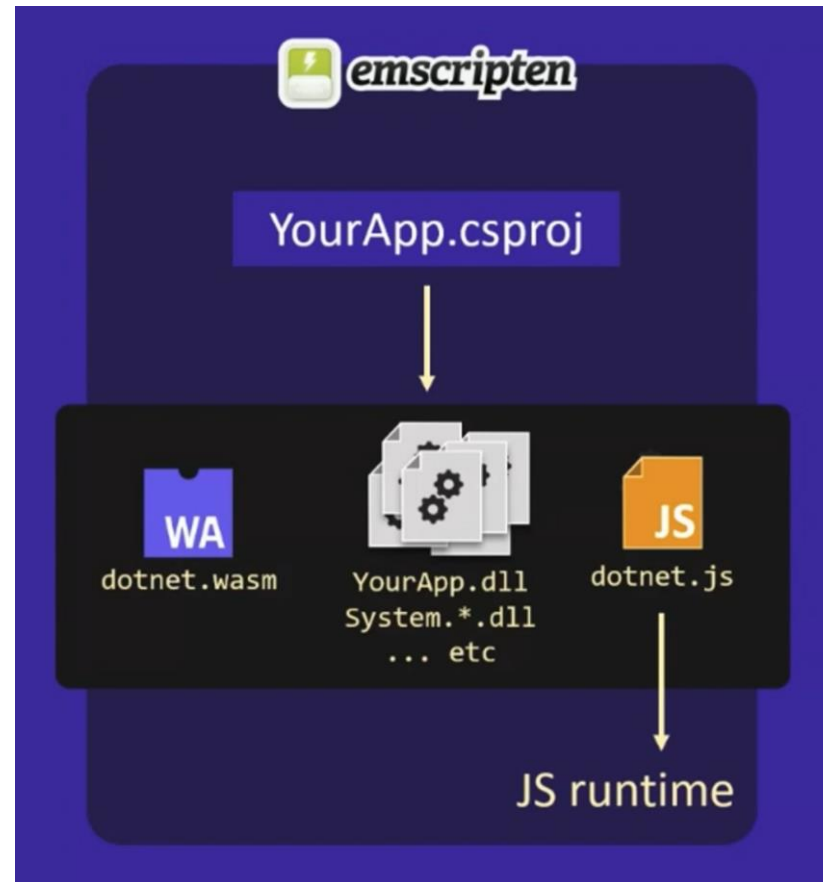 emscripten
YourApp.csproj
WA
dotnet.wasm
YourApp.dll
System.*.dll
... etc
JS
dotnet.js
JS runtime